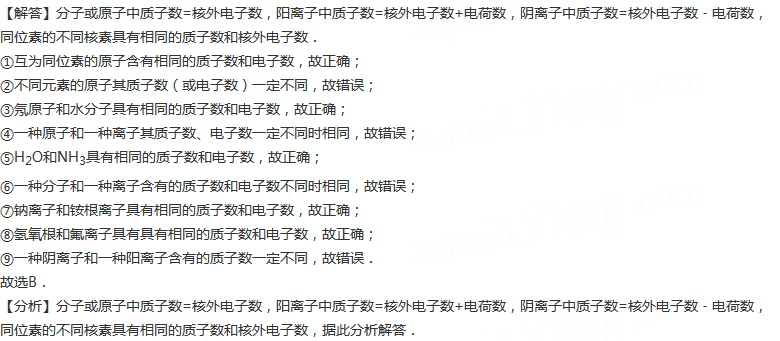 【解答】分子或原子中质子数=核外电子数，阳离子中质子数=核外电子数+电荷数，阴离子中质子数=核外电子数﹣电荷数，
同位素的不同核素具有相同的质子数和核外电子数．
①互为同位素的原子含有相同的质子数和电子数，故正确；
②不同元素的原子其质子数（或电子数）一定不同，故错误；
③氖原子和水分子具有相同的质子数和电子数，故正确；
④一种原子和一种离子其质子数、电子数一定不同时相同，故错误；
⑤H₂O和NH₃具有相同的质子数和电子数，故正确；
⑥一种分子和一种离子含有的质子数和电子数不同时相同，故错误；
⑦钠离子和铵根离子具有相同的质子数和电子数，故正确；
⑧氢氧根和氟离子具有具有相同的质子数和电子数，故正确；
⑨一种阴离子和一种阳离子含有的质子数一定不同，故错误．
故选B．
【分析】分子或原子中质子数=核外电子数，阳离子中质子数=核外电子数+电荷数，阴离子中质子数=核外电子数﹣电荷数，
同位素的不同核素具有相同的质子数和核外电子数，据此分析解答．
zujuan.21cnjy.com
zujuan.21cnjy.com